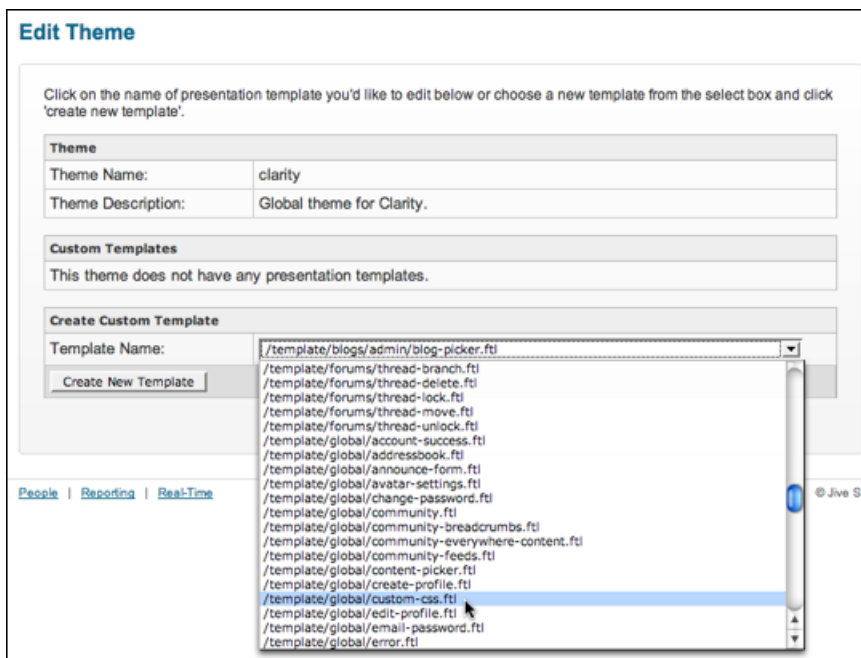 Edit Theme
Click on the name of presentation template you'd like to edit below or choose a new template from the select box and click
'create new template'.
Theme
Theme Name: clarity
Theme Description: Global theme for Clarity.
Custom Templates
This theme does not have any presentation templates.
Create Custom Template
Template Name: /template/blogs/admin/blog-picker.ftl
Create New Template
/template/forums/thread-branch.ftl
/template/forums/thread-delete.ftl
/template/forums/thread-lock.ftl
/template/forums/thread-move.ftl
/template/forums/thread-unlock.ftl
/template/global/account-success.ftl
/template/global/addressbook.ftl
/template/global/announce-form.ftl
/template/global/avatar-settings.ftl
/template/global/change-password.ftl
/template/global/community.ftl
/template/global/community-breadcrumbs.ftl
/template/global/community-everywhere-content.ftl
/template/global/community-feeds.ftl
/template/global/content-picker.ftl
/template/global/create-profile.ftl
/template/global/custom-css.ftl
/template/global/edit-profile.ftl
/template/global/email-password.ftl
/template/global/error.ftl
People | Reporting | Real-Time © Jive S